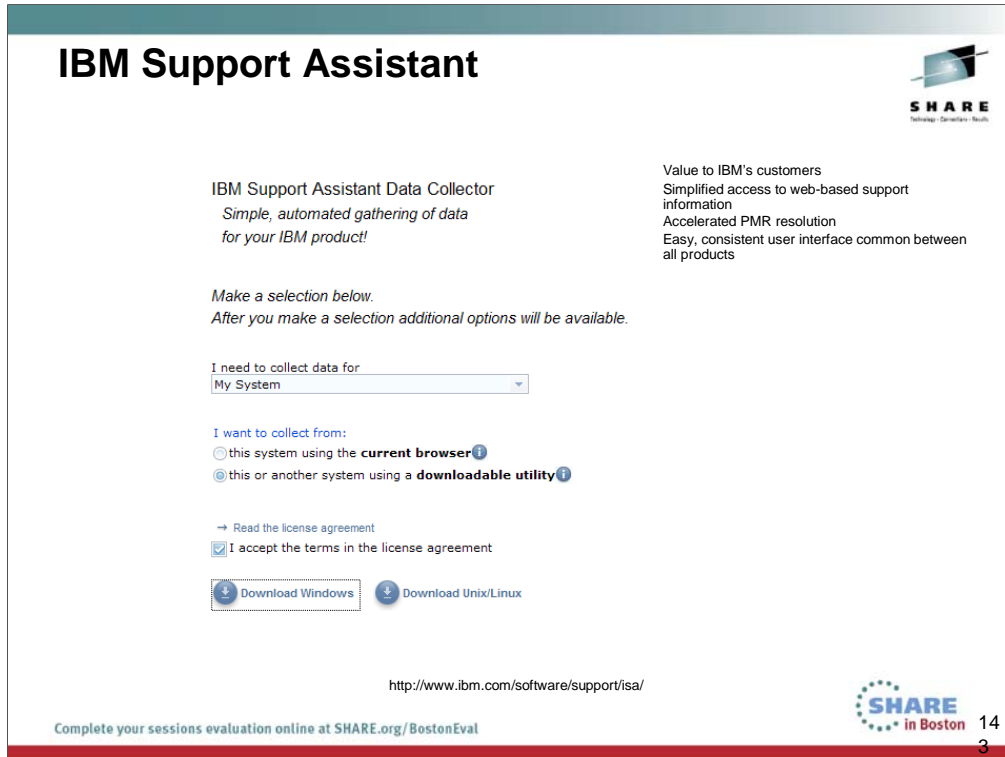 IBM Support Assistant
SHARE
Technology · Connections · Results
IBM Support Assistant Data Collector
Simple, automated gathering of data
for your IBM product!
Value to IBM's customers
Simplified access to web-based support
information
Accelerated PMR resolution
Easy, consistent user interface common between
all products
Make a selection below.
After you make a selection additional options will be available.
I need to collect data for
My System
I want to collect from:
this system using the current browser
this or another system using a downloadable utility
→ Read the license agreement
I accept the terms in the license agreement
Download Windows
Download Unix/Linux
http://www.ibm.com/software/support/isa/
Complete your sessions evaluation online at SHARE.org/BostonEval
SHARE
in Boston
14
3